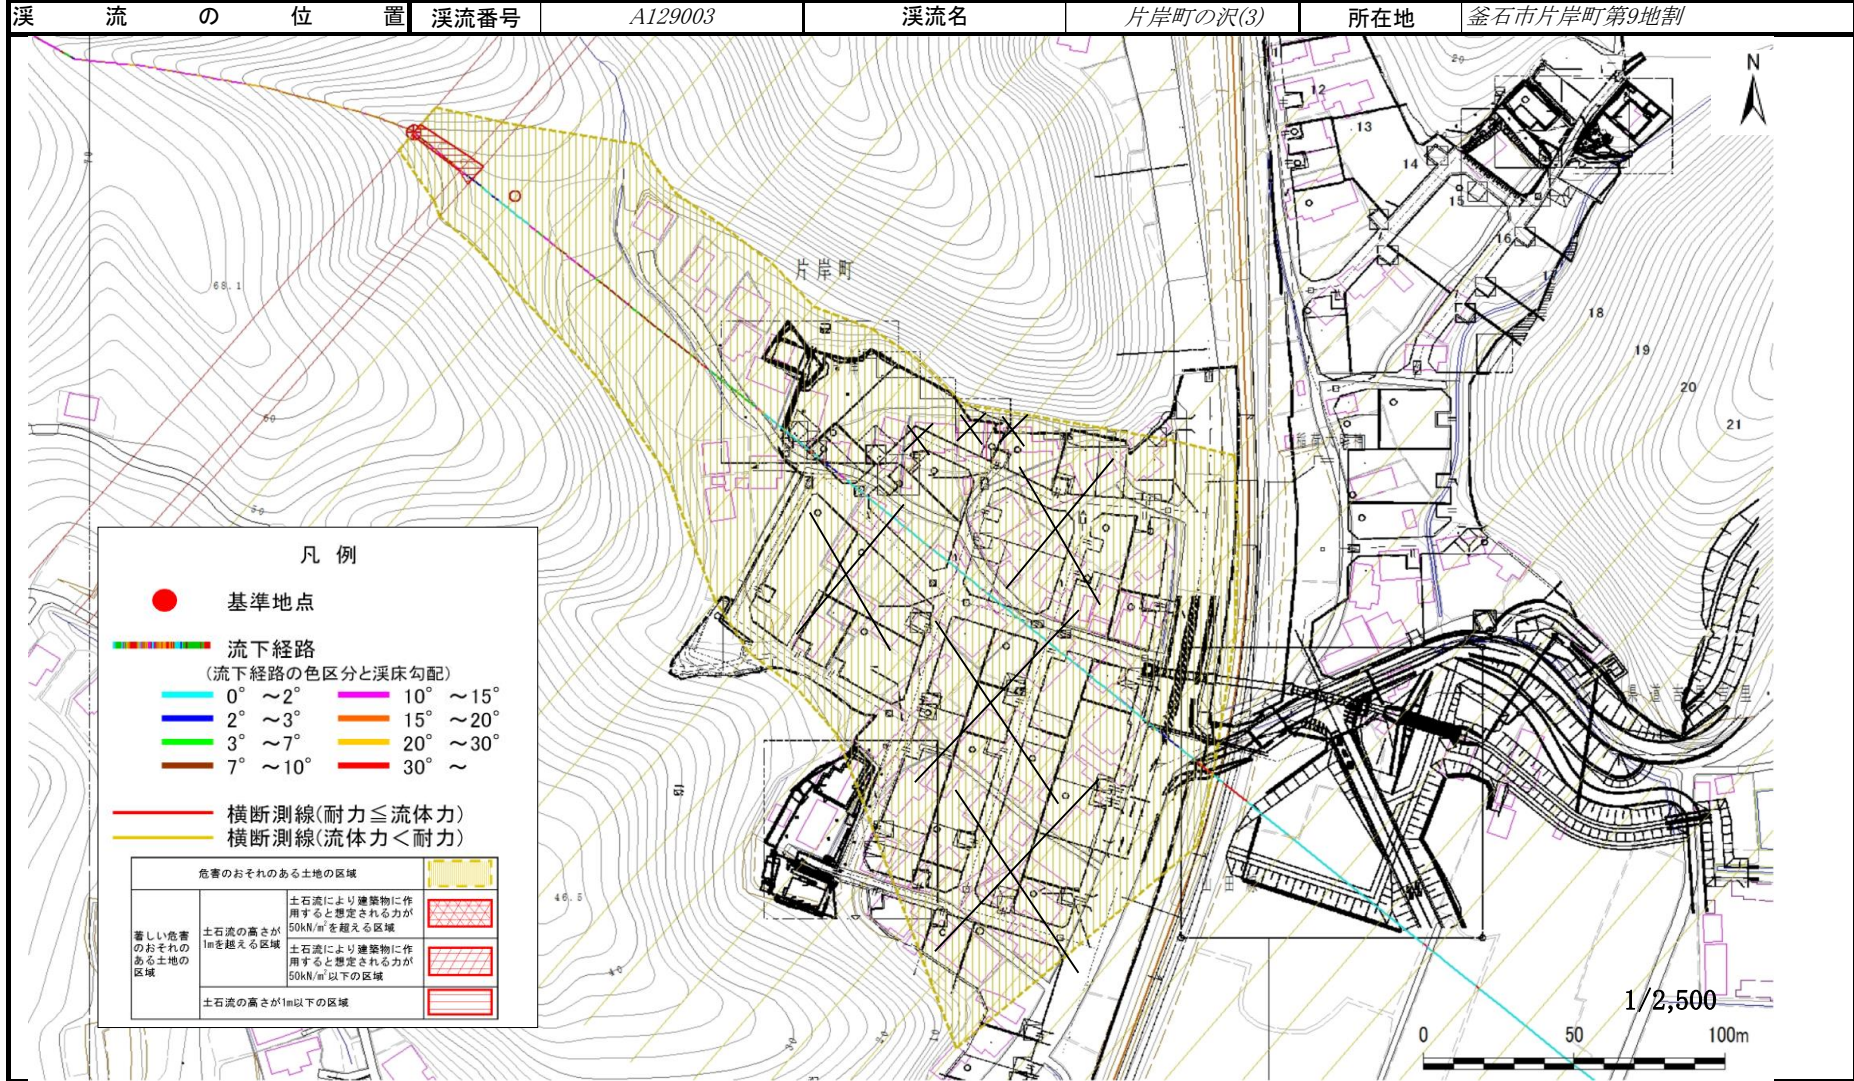 渓流の位置 渓流番号 A129003 渓流名 片岸町の沢(3) 所在地 釜石市片岸町第9地割
N
20
12
13
14
15
16
17
18
19
20
21
片岸町
68.1
60
50
凡 例
基準地点
流下経路
(流下経路の色区分と渓床勾配)
0° ～2° 10° ～15°
2° ～3° 15° ～20°
3° ～7° 20° ～30°
7° ～10° 30° ～
横断測線(耐力≦流体力)
横断測線(流体力＜耐力)
危害のおそれのある土地の区域
著しい危害のおそれのある土地の区域
土石流の高さが1mを越える区域
土石流により建築物に作用すると想定される力が50kN/㎡を超える区域
土石流により建築物に作用すると想定される力が50kN/㎡以下の区域
土石流の高さが1m以下の区域
46.5
40
30
20
10
1/2,500
0 50 100m